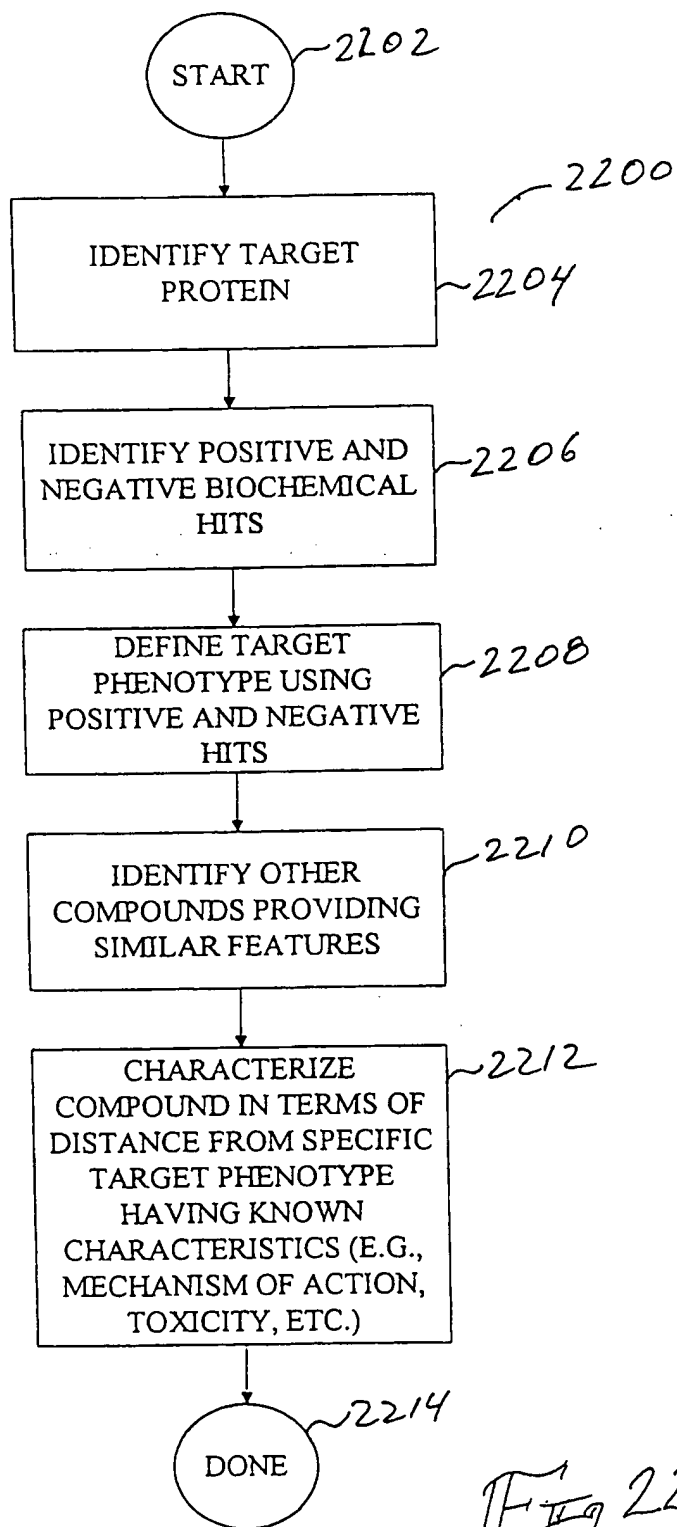 START
2202
2200
IDENTIFY TARGET
PROTEIN
2204
IDENTIFY POSITIVE AND
NEGATIVE BIOCHEMICAL
HITS
2206
DEFINE TARGET
PHENOTYPE USING
POSITIVE AND NEGATIVE
HITS
2208
IDENTIFY OTHER
COMPOUNDS PROVIDING
SIMILAR FEATURES
2210
CHARACTERIZE
COMPOUND IN TERMS OF
DISTANCE FROM SPECIFIC
TARGET PHENOTYPE
HAVING KNOWN
CHARACTERISTICS (E.G.,
MECHANISM OF ACTION,
TOXICITY, ETC.)
2212
DONE
2214
Fig 22